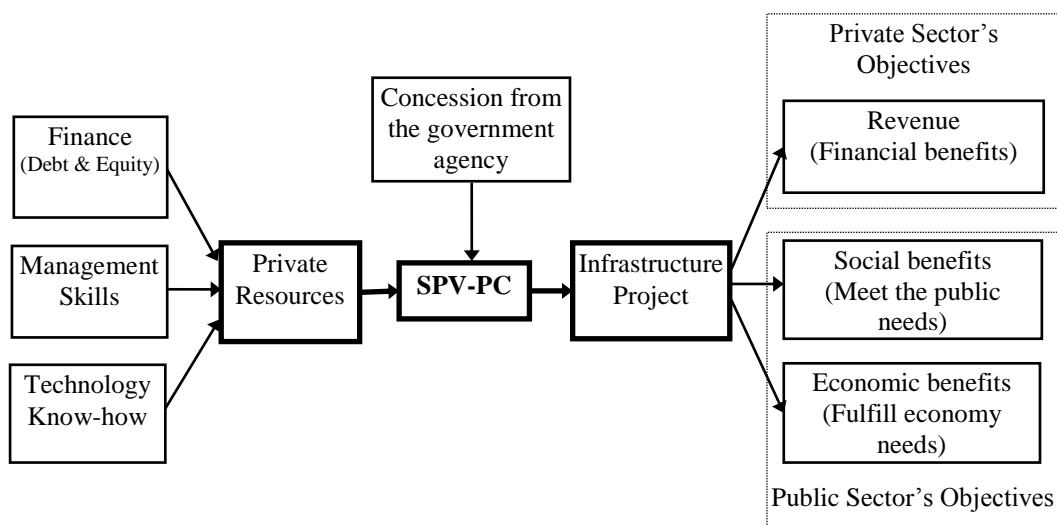 Private Sector's
Objectives
Concession from
the government
agency
Finance
(Debt & Equity)
Revenue
(Financial benefits)
Management
Skills
Private
Resources
SPV-PC
Infrastructure
Project
Social benefits
(Meet the public
needs)
Technology
Know-how
Economic benefits
(Fulfill economy
needs)
Public Sector's Objectives